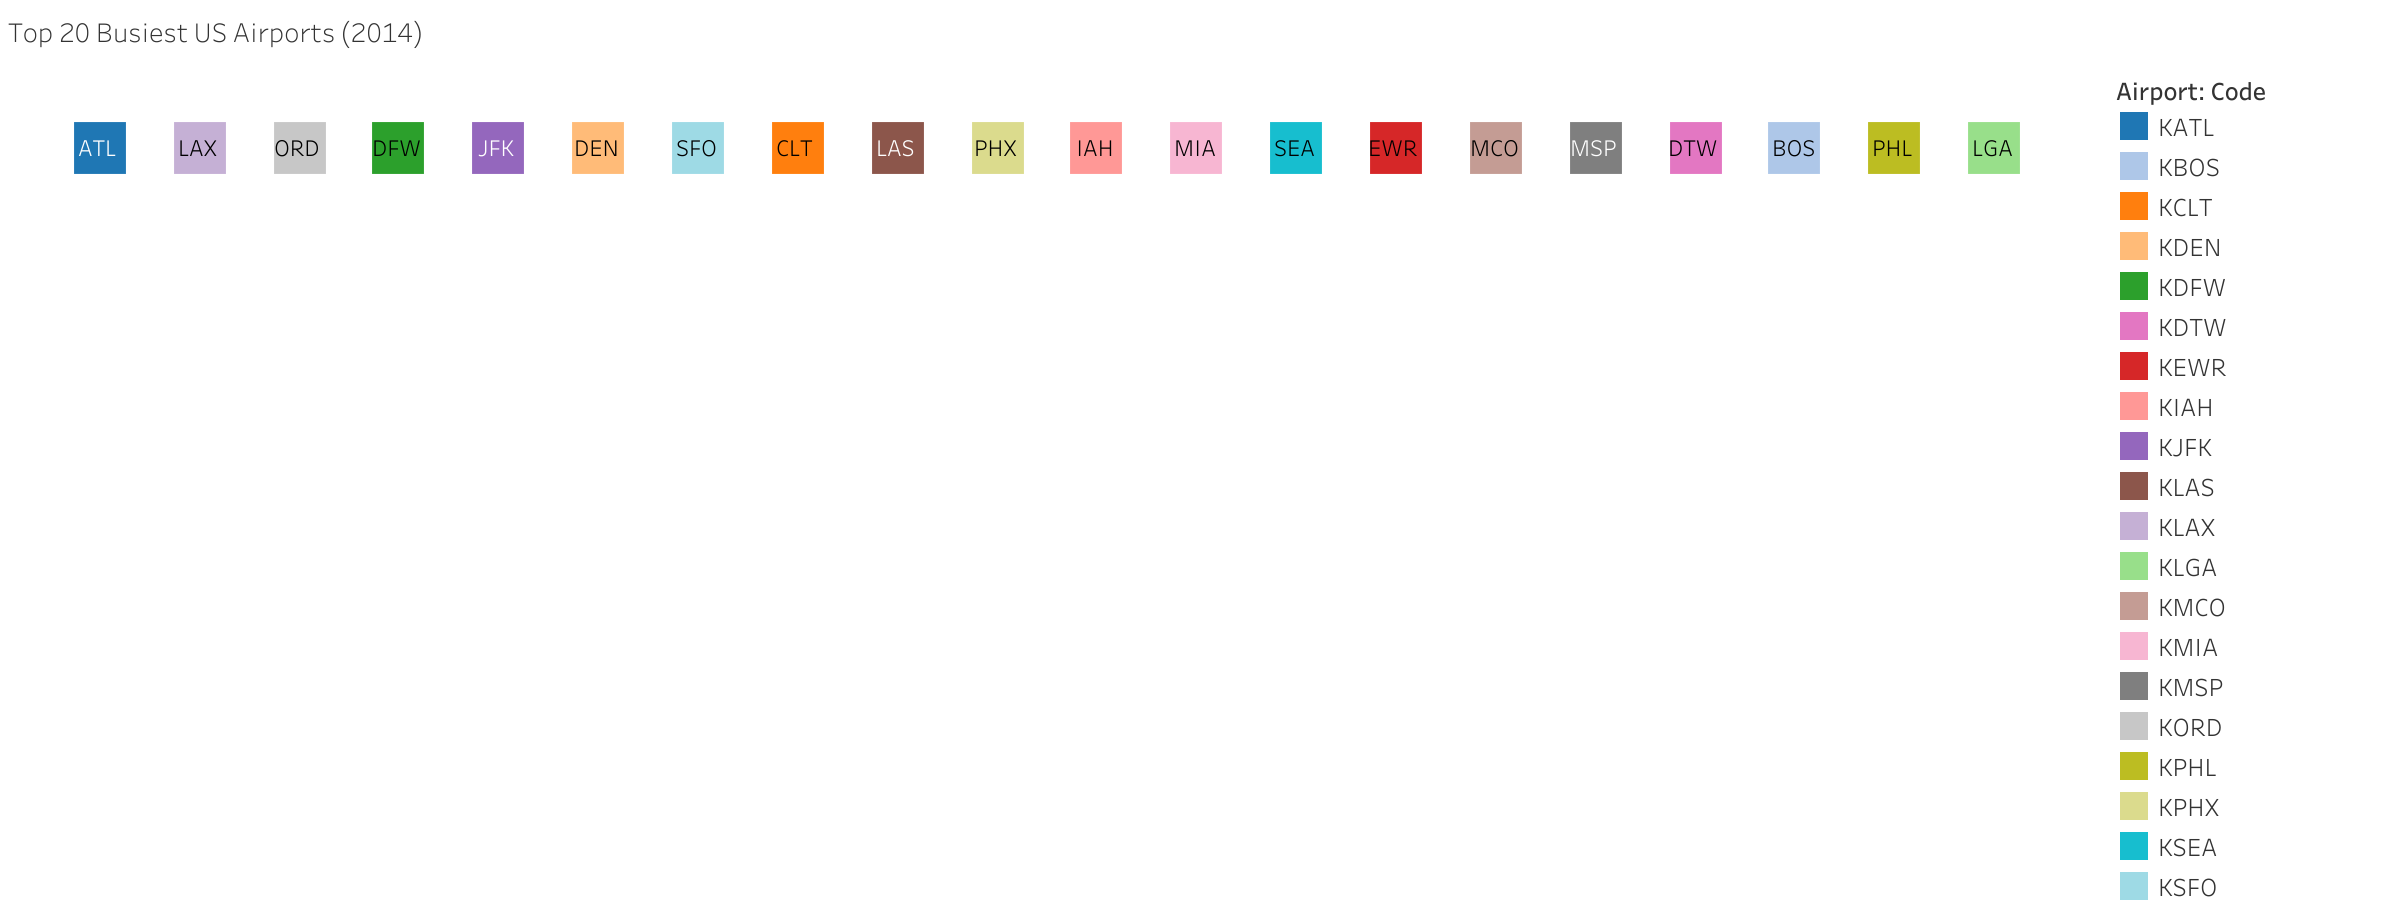 Top 20 Busiest US Airports (2014)
ATL LAX ORD DFW JFK DEN SFO CLT LAS PHX IAH MIA SEA EWR MCO MSP DTW BOS PHL LGA
Airport: Code
KATL
KBOS
KCLT
KDEN
KDFW
KDTW
KEWR
KIAH
KJFK
KLAS
KLAX
KLGA
KMCO
KMIA
KMSP
KORD
KPHL
KPHX
KSEA
KSFO